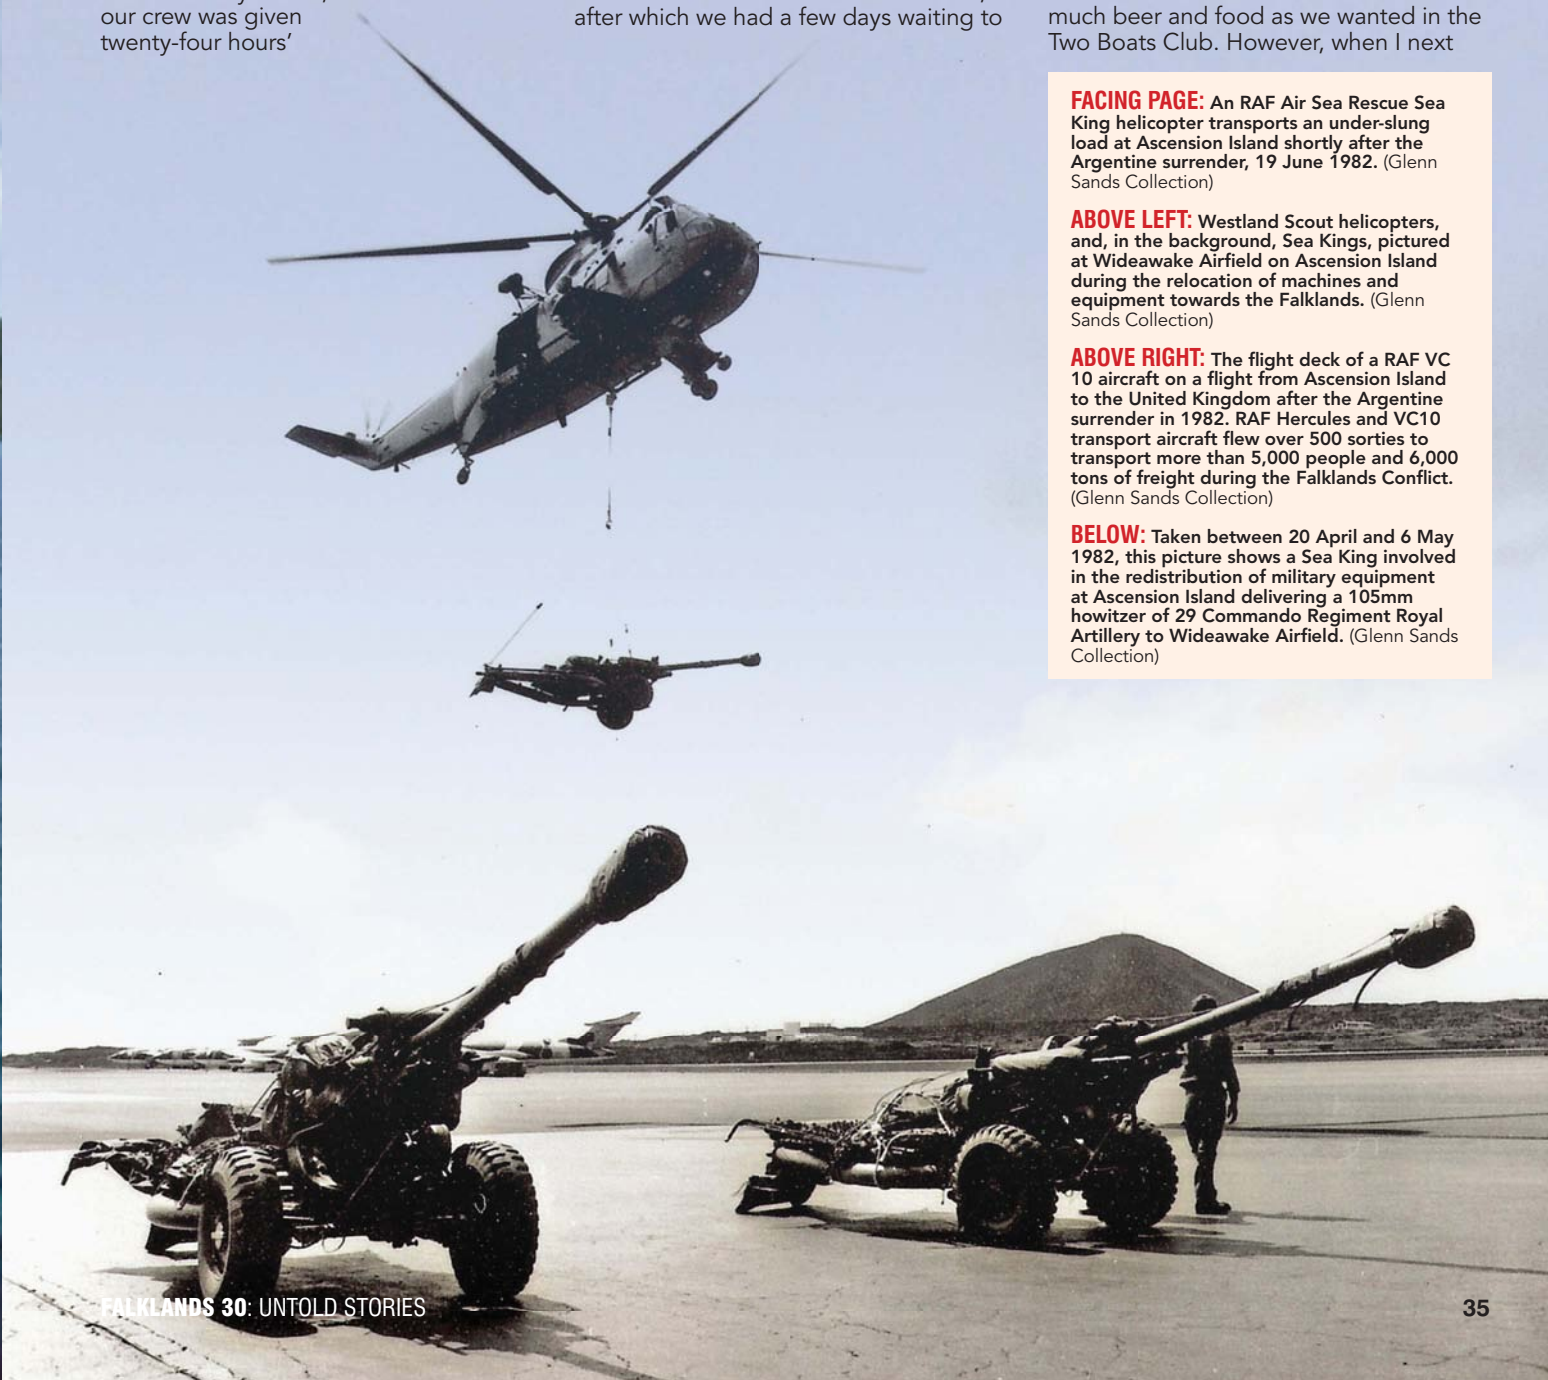 our crew was given
twenty-four hours’
after which we had a few days waiting to
much beer and food as we wanted in the
Two Boats Club. However, when I next
FACING PAGE: An RAF Air Sea Rescue Sea
King helicopter transports an under-slung
load at Ascension Island shortly after the
Argentine surrender, 19 June 1982. (Glenn
Sands Collection)
ABOVE LEFT: Westland Scout helicopters,
and, in the background, Sea Kings, pictured
at Wideawake Airfield on Ascension Island
during the relocation of machines and
equipment towards the Falklands. (Glenn
Sands Collection)
ABOVE RIGHT: The flight deck of a RAF VC
10 aircraft on a flight from Ascension Island
to the United Kingdom after the Argentine
surrender in 1982. RAF Hercules and VC10
transport aircraft flew over 500 sorties to
transport more than 5,000 people and 6,000
tons of freight during the Falklands Conflict.
(Glenn Sands Collection)
BELOW: Taken between 20 April and 6 May
1982, this picture shows a Sea King involved
in the redistribution of military equipment
at Ascension Island delivering a 105mm
howitzer of 29 Commando Regiment Royal
Artillery to Wideawake Airfield. (Glenn Sands
Collection)
FALKLANDS 30: UNTOLD STORIES
35